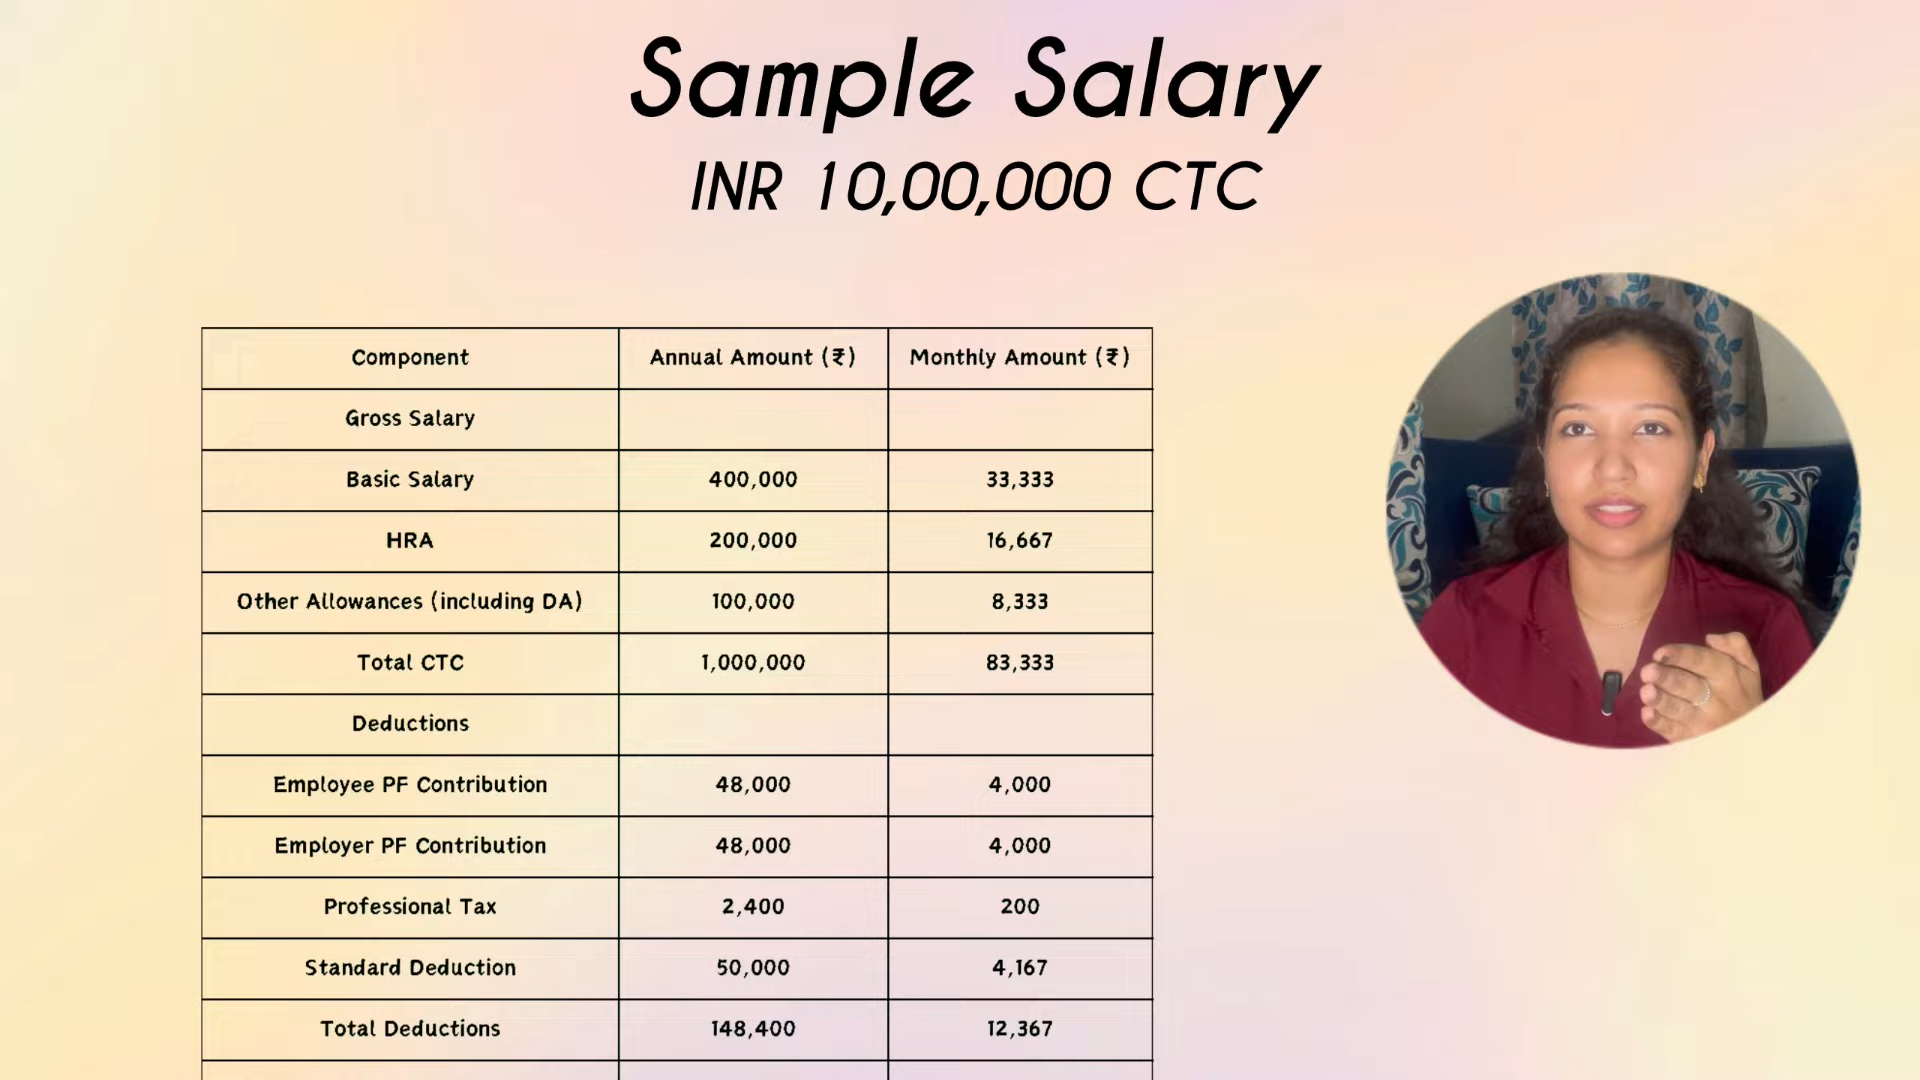 Sample Salary
INR 10,00,000 CTC
Component Annual Amount (₹) Monthly Amount (₹)
Gross Salary
Basic Salary 400,000 33,333
HRA 200,000 16,667
Other Allowances (including DA) 100,000 8,333
Total CTC 1,000,000 83,333
Deductions
Employee PF Contribution 48,000 4,000
Employer PF Contribution 48,000 4,000
Professional Tax 2,400 200
Standard Deduction 50,000 4,167
Total Deductions 148,400 12,367